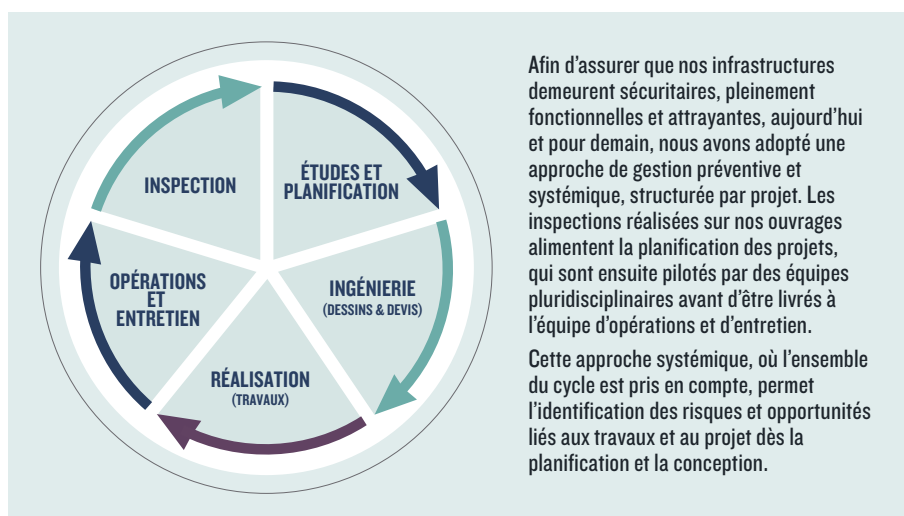 INSPECTION
ÉTUDES ET
PLANIFICATION
INGÉNIERIE
(DESSINS & DEVIS)
RÉALISATION
(TRAVAUX)
OPÉRATIONS
ET
ENTRETIEN
Afin d’assurer que nos infrastructures
demeurent sécuritaires, pleinement
fonctionnelles et attrayantes, aujourd’hui
et pour demain, nous avons adopté une
approche de gestion préventive et
systémique, structurée par projet. Les
inspections réalisées sur nos ouvrages
alimentent la planification des projets,
qui sont ensuite pilotés par des équipes
pluridisciplinaires avant d’être livrés à
l’équipe d’opérations et d’entretien.
Cette approche systémique, où l’ensemble
du cycle est pris en compte, permet
l’identification des risques et opportunités
liés aux travaux et au projet dès la
planification et la conception.